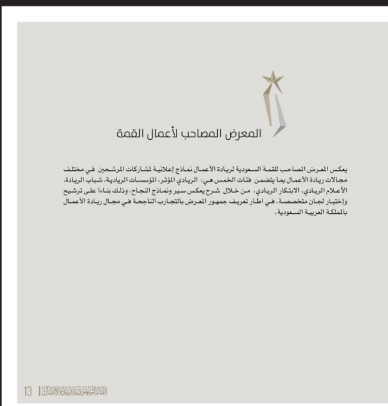 المعرض المصاحب لأعمال القمة
يعكس المعرض المصاحب للقمة السعودية لريادة الأعمال نماذج إعلانية لمشاركات المرشحين في مختلف
مجالات ريادة الأعمال بما يتضمن فئات الخمس هي: الريادي المؤثر، المؤسسات الريادية، شباب الريادة،
الأعلام الريادي، الابتكار الريادي، من خلال شرح يعكس سير ونماذج النجاح، وذلك بناءا على ترشيح
وإختيار لجان متخصصة، في اطار تعريف جمهور المعرض بالتجارب الناجحة في مجال ريادة الأعمال
بالمملكة العربية السعودية.
13 |